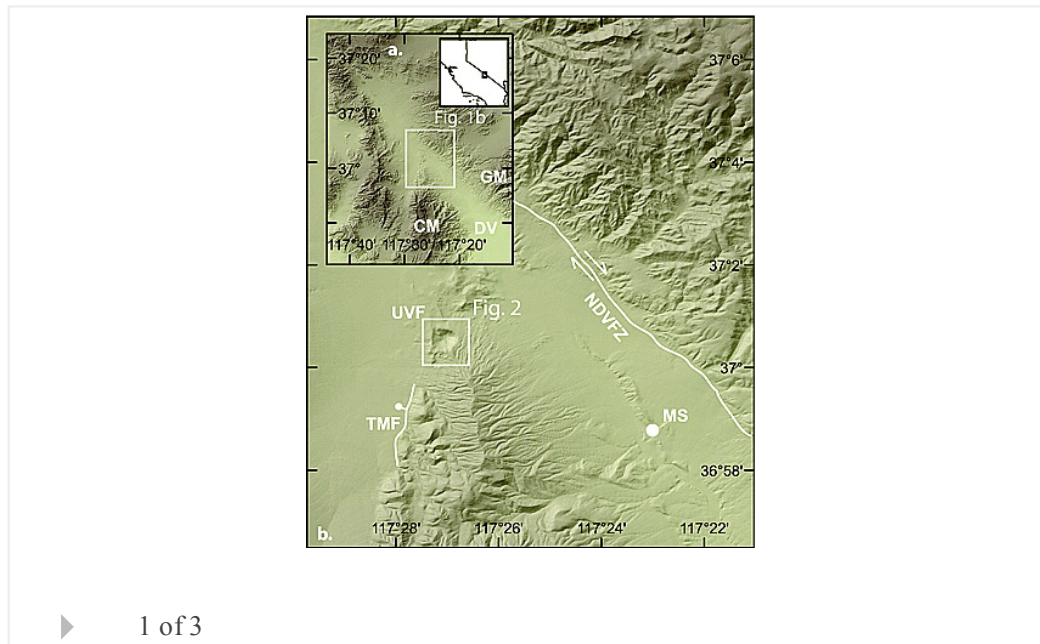 a.
37°20'
37°10'
Fig. 1b
37°
GM
CM
DV
117°40' 117°30' 117°20'
37°6'
37°4'
37°2'
NDVFZ
UVF
Fig. 2
37°
TMF
MS
36°58'
117°28' 117°26' 117°24' 117°22'
b.
1 of 3